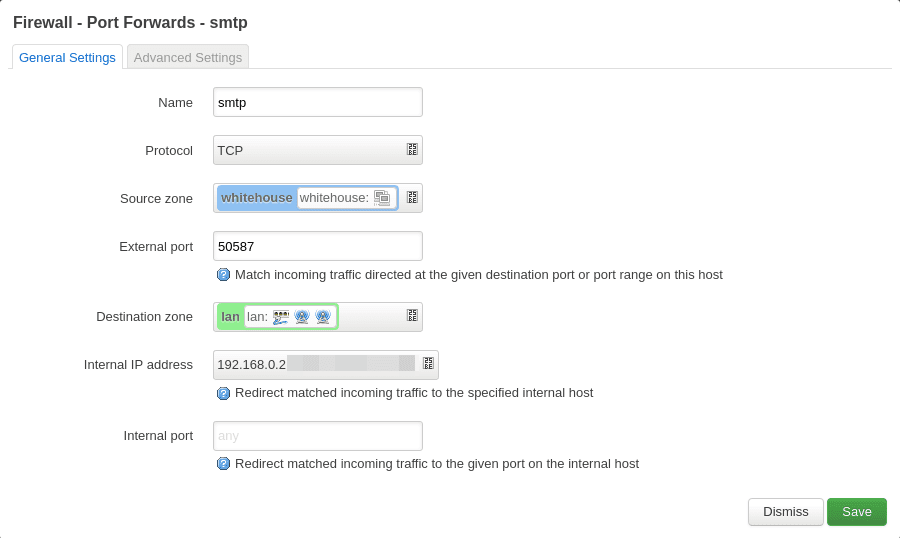 Firewall - Port Forwards - smtp
General Settings Advanced Settings
Name smtp
Protocol TCP
Source zone whitehouse whitehouse:
External port 50587
Match incoming traffic directed at the given destination port or port range on this host
Destination zone lan lan:
Internal IP address 192.168.0.2
Redirect matched incoming traffic to the specified internal host
Internal port any
Redirect matched incoming traffic to the given port on the internal host
Dismiss Save